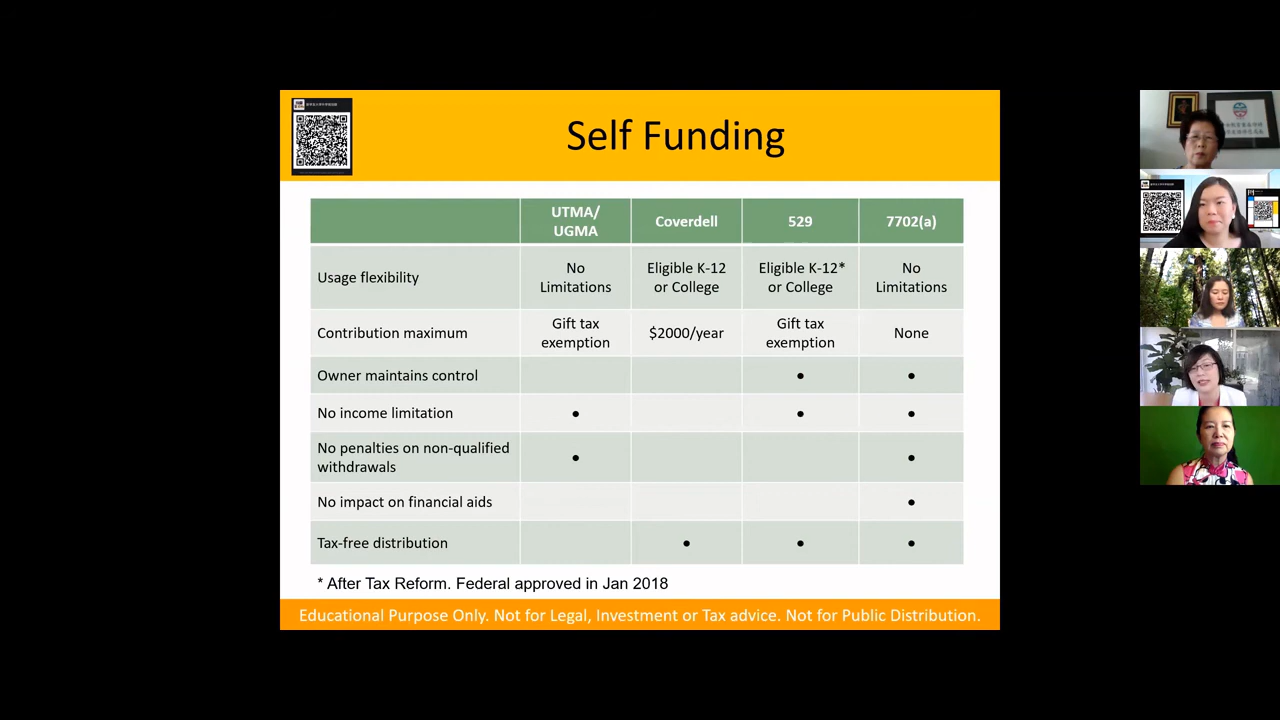 Self Funding
UTMA/
UGMA
Coverdell
529
7702(a)
Usage flexibility
No
Limitations
Eligible K-12
or College
Eligible K-12*
or College
No
Limitations
Contribution maximum
Gift tax
exemption
$2000/year
Gift tax
exemption
None
Owner maintains control
•
•
No income limitation
•
•
•
No penalties on non-qualified
withdrawals
•
•
No impact on financial aids
•
Tax-free distribution
•
•
•
* After Tax Reform. Federal approved in Jan 2018
Educational Purpose Only. Not for Legal, Investment or Tax advice. Not for Public Distribution.